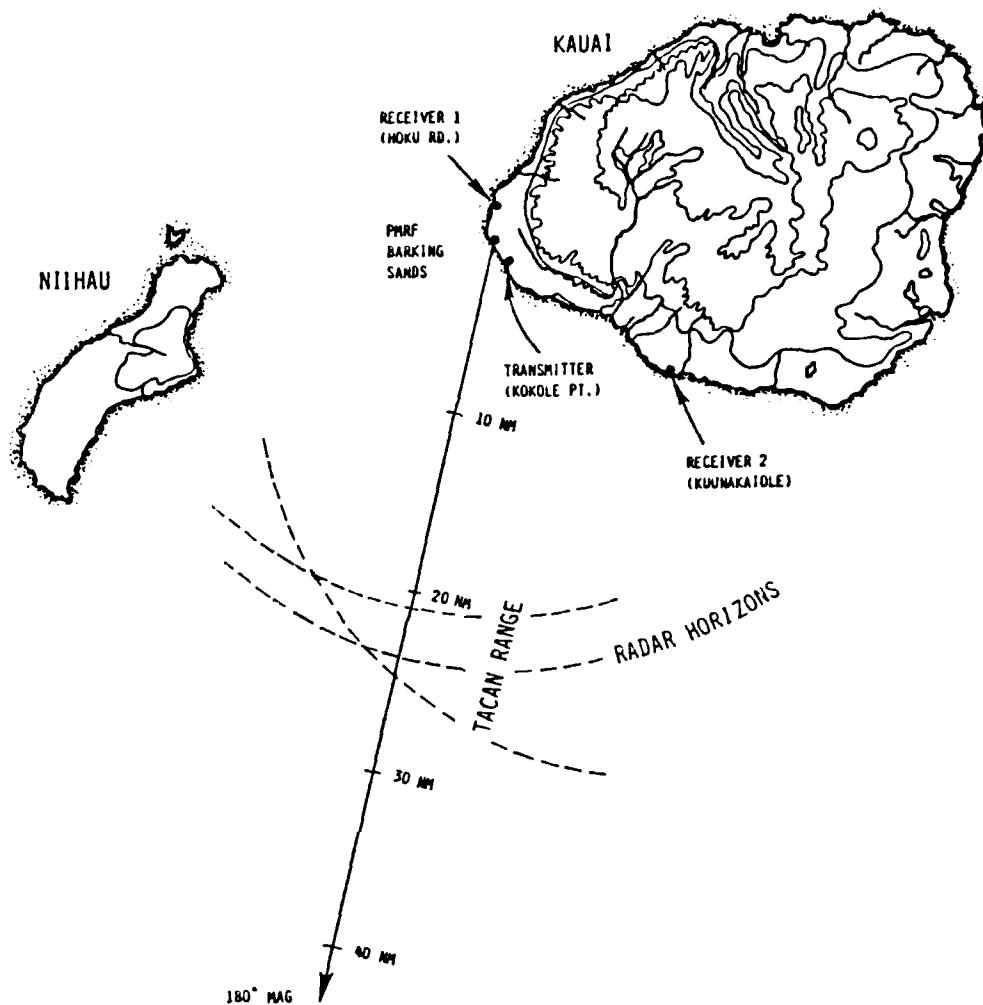 KAUAI
RECEIVER 1
(HOKU RD.)
PMRF
BARKING
SANDS
NIIHAU
TRANSMITTER
(KOKOLE PT.)
10 NM
RECEIVER 2
(KUUNAKAIOLE)
20 NM
TACAN RANGE
RADAR HORIZONS
30 NM
40 NM
180° MAG